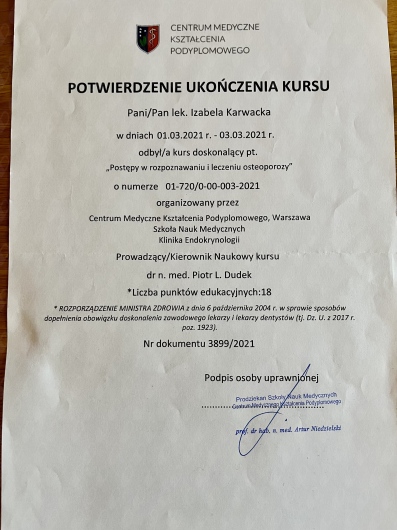 CENTRUM MEDYCZNE
KSZTAŁCENIA
PODYPLOMOWEGO
POTWIERDZENIE UKOŃCZENIA KURSU
Pani/Pan lek. Izabela Karwacka
w dniach 01.03.2021 r. - 03.03.2021 r.
odbył/a kurs doskonalący pt.
„Postępy w rozpoznawaniu i leczeniu osteoporozy"
o numerze 01-720/0-00-003-2021
organizowany przez
Centrum Medyczne Kształcenia Podyplomowego, Warszawa
Szkoła Nauk Medycznych
Klinika Endokrynologii
Prowadzący/Kierownik Naukowy kursu
dr n. med. Piotr L. Dudek
*Liczba punktów edukacyjnych:18
* ROZPORZĄDZENIE MINISTRA ZDROWIA z dnia 6 października 2004 r. w sprawie sposobów
dopełnienia obowiązku doskonalenia zawodowego lekarzy i lekarzy dentystów (tj. Dz. U. z 2017 r.
poz. 1923).
Nr dokumentu 3899/2021
Podpis osoby uprawnionej
Prodziekan Szkoły Nauk Medycznych
Centrum Medycznego Kształcenia Podyplomowego
prof. dr hab. n. med. Artur Niedzielski